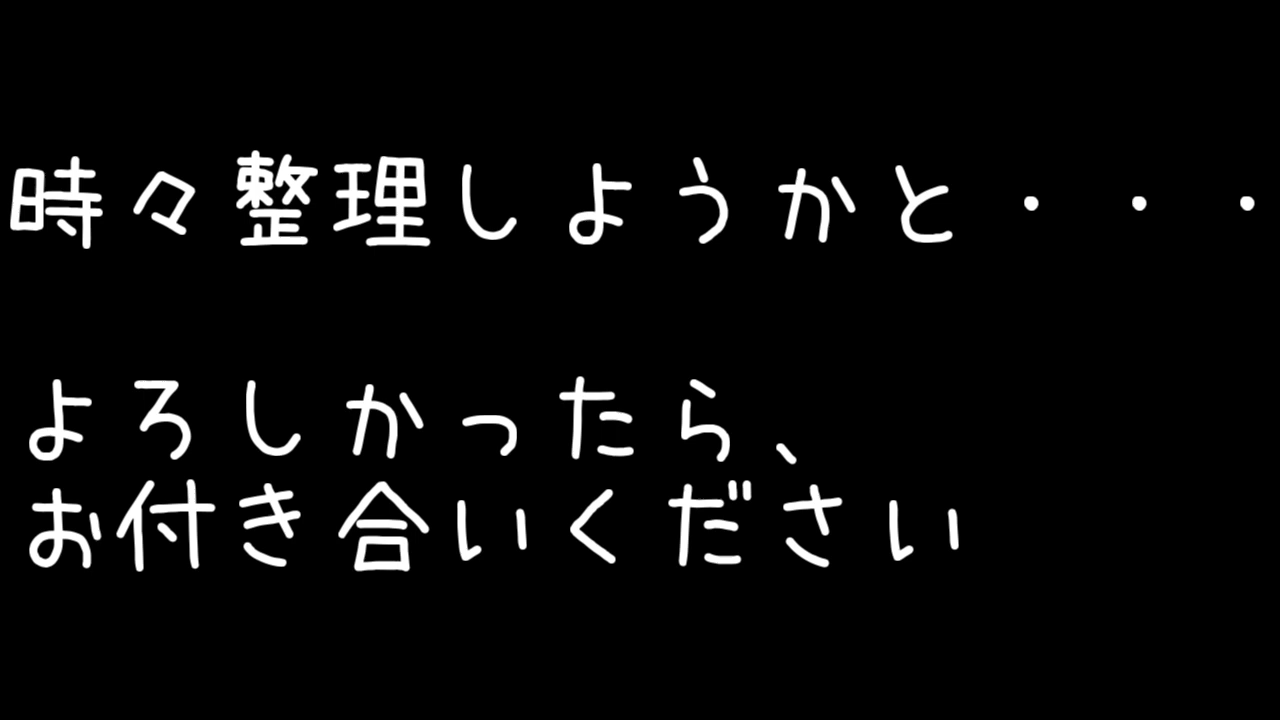 時々整理しようかと・・・
よろしかったら、
お付き合いください